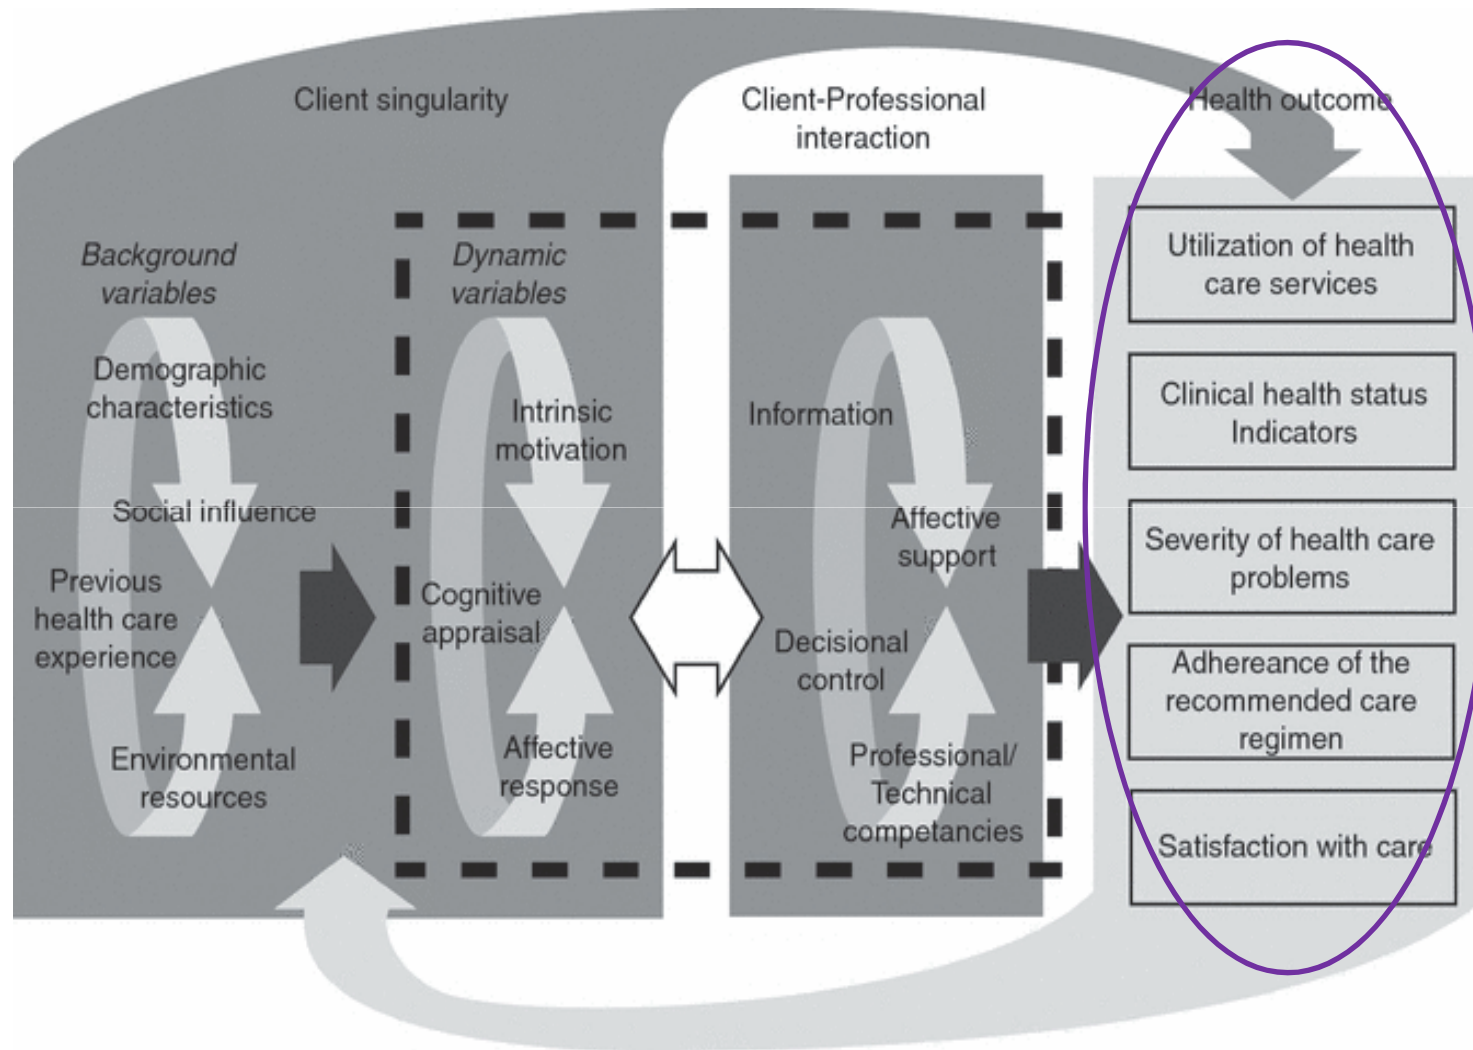 Client singularity
Client-Professional
interaction
Health outcome
Background
variables
Demographic
characteristics
Social influence
Previous
health care
experience
Environmental
resources
Dynamic
variables
Intrinsic
motivation
Cognitive
appraisal
Affective
response
Information
Affective
support
Decisional
control
Professional/
Technical
competancies
Utilization of health
care services
Clinical health status
Indicators
Severity of health care
problems
Adhereance of the
recommended care
regimen
Satisfaction with care